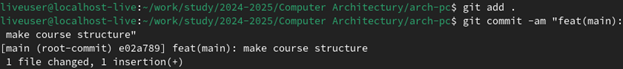 liveuser@localhost-live:~/work/study/2024-2025/Computer Architectury/arch-pc$ git add .
liveuser@localhost-live:~/work/study/2024-2025/Computer Architectury/arch-pc$ git commit -am "feat(main):
 make course structure"
[main (root-commit) e02a789] feat(main): make course structure
 1 file changed, 1 insertion(+)